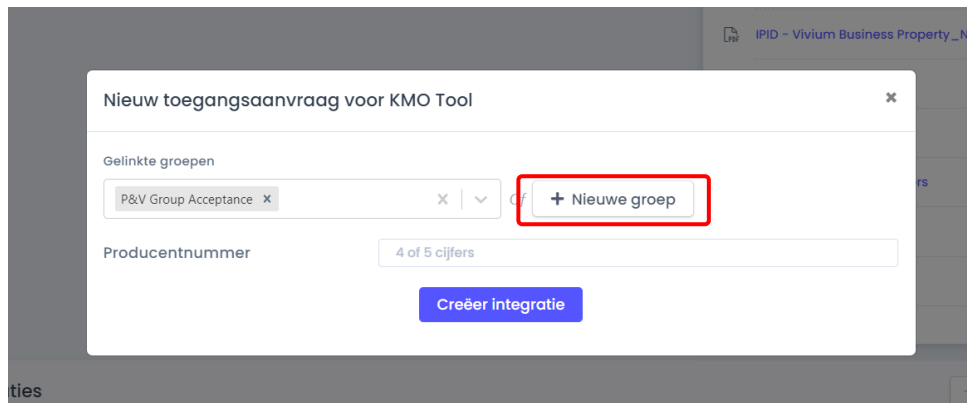 IPID - Vivium Business Property_N
Nieuw toegangsaanvraag voor KMO Tool
Gelinkte groepen
P&V Group Acceptance × Of + Nieuwe groep
rs
Producentnummer 4 of 5 cijfers
Creëer integratie
ties